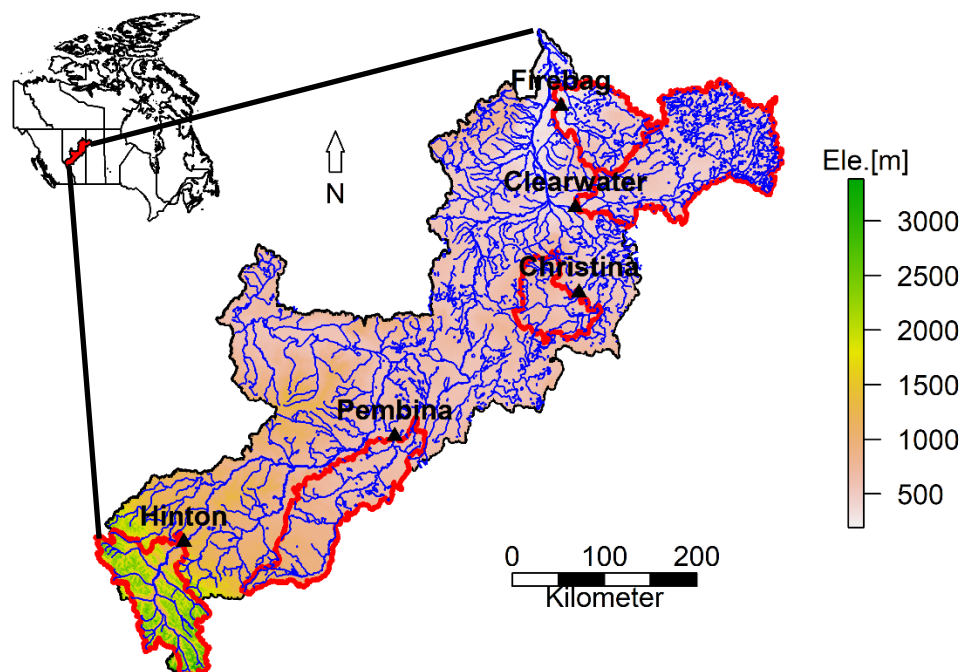 Firebag
N
Clearwater
Ele.[m]
3000
2500
2000
1500
1000
500
Christina
Pembina
Hinton
0 100 200
Kilometer